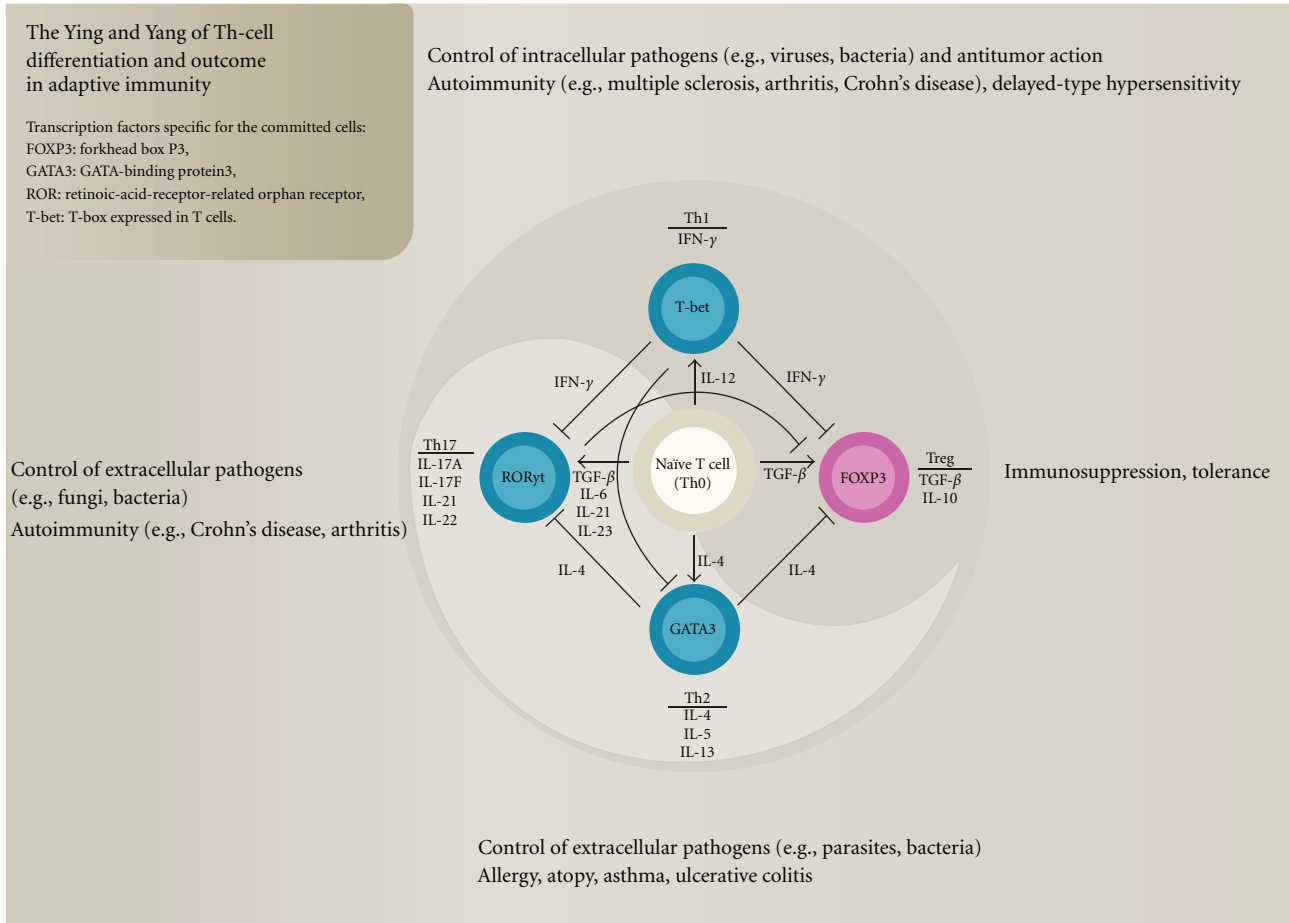 The Ying and Yang of Th-cell
differentiation and outcome
in adaptive immunity
Transcription factors specific for the committed cells:
FOXP3: forkhead box P3,
GATA3: GATA-binding protein3,
ROR: retinoic-acid-receptor-related orphan receptor,
T-bet: T-box expressed in T cells.
Control of intracellular pathogens (e.g., viruses, bacteria) and antitumor action
Autoimmunity (e.g., multiple sclerosis, arthritis, Crohn's disease), delayed-type hypersensitivity
Th1
IFN-γ
T-bet
IFN-γ
IL-12
IFN-γ
Th17
IL-17A
IL-17F
IL-21
IL-22
RORγt
TGF-β
IL-6
IL-21
IL-23
Naïve T cell
(Th0)
TGF-β
FOXP3
Treg
TGF-β
IL-10
Control of extracellular pathogens
(e.g., fungi, bacteria)
Autoimmunity (e.g., Crohn's disease, arthritis)
Immunosuppression, tolerance
IL-4
IL-4
IL-4
GATA3
Th2
IL-4
IL-5
IL-13
Control of extracellular pathogens (e.g., parasites, bacteria)
Allergy, atopy, asthma, ulcerative colitis